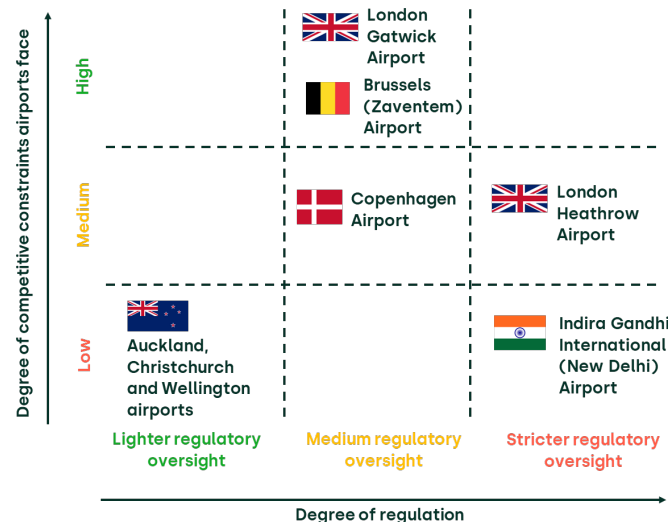 Degree of competitive constraints airports face
High
London
Gatwick
Airport
Brussels
(Zaventem)
Airport
Medium
Copenhagen
Airport
London
Heathrow
Airport
Low
Auckland,
Christchurch
and Wellington
airports
Indira Gandhi
International
(New Delhi)
Airport
Lighter regulatory
oversight
Medium regulatory
oversight
Stricter regulatory
oversight
Degree of regulation